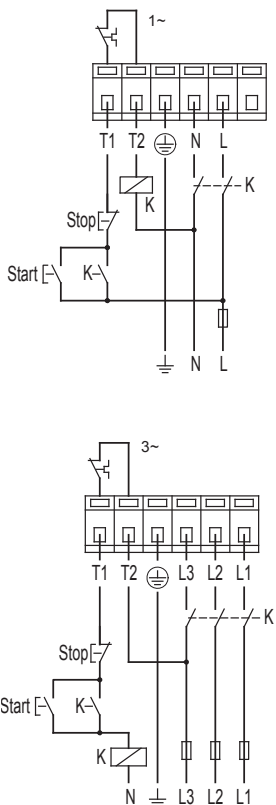 1~
T1 T2 N L
K
K
Stop
Start K
N L
3~
T1 T2 L3 L2 L1
K
Stop
Start K
K
N L3 L2 L1